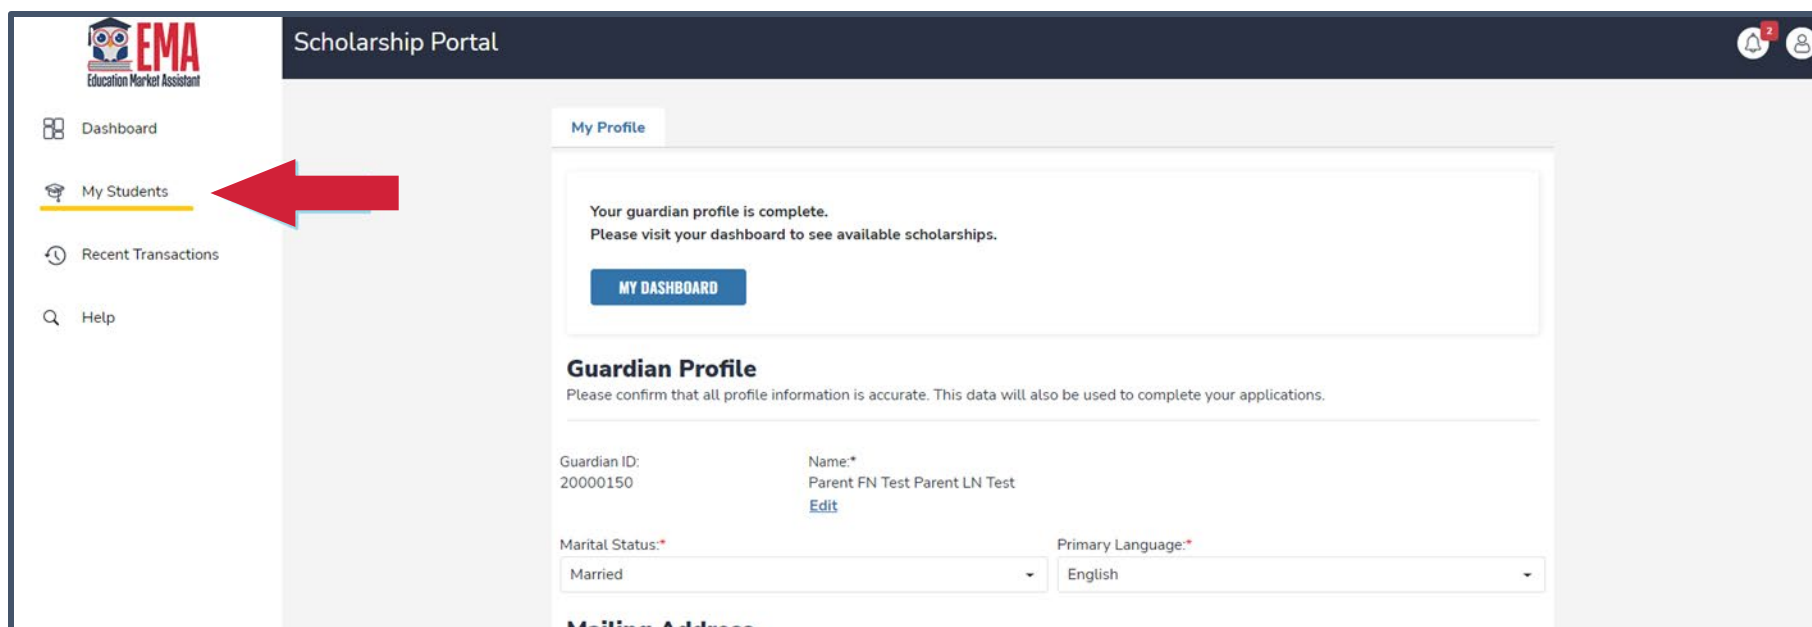 EMA
Education Market Assistant
Scholarship Portal
2
Dashboard
My Students
Recent Transactions
Help
My Profile
Your guardian profile is complete.
Please visit your dashboard to see available scholarships.
MY DASHBOARD
Guardian Profile
Please confirm that all profile information is accurate. This data will also be used to complete your applications.
Guardian ID:
20000150
Name:*
Parent FN Test Parent LN Test
Edit
Marital Status:*
Married
Primary Language:*
English
Mailing Address